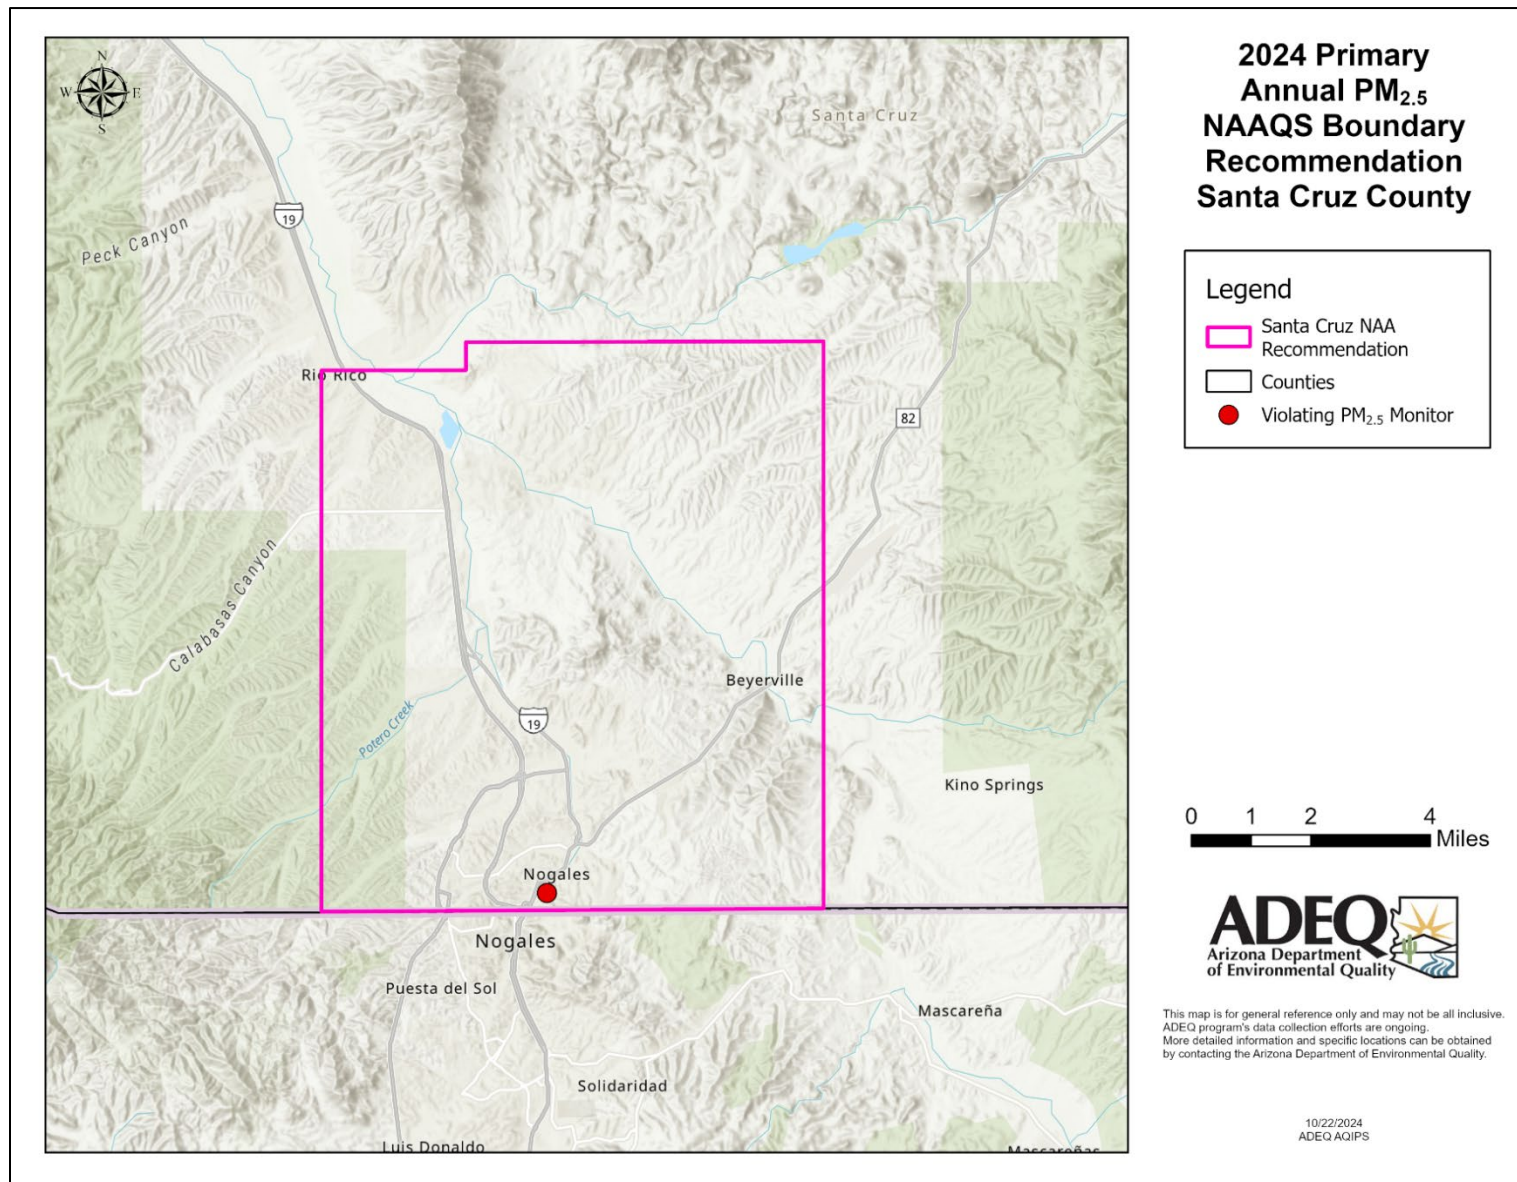 2024 Primary
Annual PM2.5
NAAQS Boundary
Recommendation
Santa Cruz County
Legend
Santa Cruz NAA
Recommendation
Counties
Violating PM2.5 Monitor
N
W E
S
Santa Cruz
19
Peck Canyon
Rio Rico
82
Calabasas Canyon
Beyerville
Potero Creek
19
Kino Springs
Nogales
Nogales
Puesta del Sol
Mascareña
Solidaridad
Luis Donaldo
Mascareñas
0 1 2 4
Miles
ADEQ
Arizona Department
of Environmental Quality
This map is for general reference only and may not be all inclusive.
ADEQ program's data collection efforts are ongoing.
More detailed information and specific locations can be obtained
by contacting the Arizona Department of Environmental Quality.
10/22/2024
ADEQ AQIPS